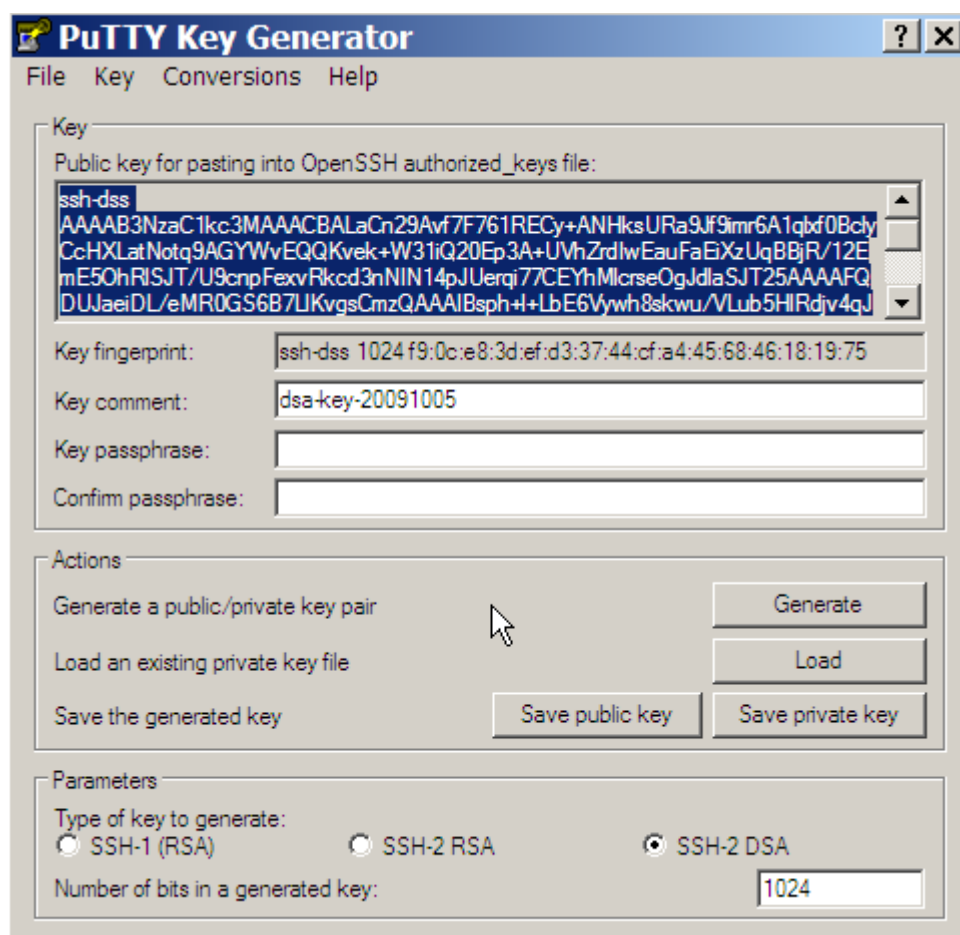 PuTTY Key Generator
File Key Conversions Help
Key
Public key for pasting into OpenSSH authorized_keys file:
ssh-dss
AAAAB3NzaC1kc3MAAACBALaCn29Avf7F761RECy+ANHksURa9Jf9imr6A1qlxf0Bcly
CcHXLatNotq9AGYWvEQQKvek+W31iQ20Ep3A+UVhZrdlwEauFaEiXzUqBBjR/12E
mE5OhRlSJT/U9cnpFexvRkcd3nNIN14pJUerqi77CEYhMlcrseOgJdlaSJT25AAAAFQ
DUJaeiDL/eMR0GS6B7LlKvgsCmzQAAAIBsph+l+LbE6Vywh8skwu/VLub5HlRdjv4qJ
Key fingerprint: ssh-dss 1024 f9:0c:e8:3d:ef:d3:37:44:cf:a4:45:68:46:18:19:75
Key comment: dsa-key-20091005
Key passphrase:
Confirm passphrase:
Actions
Generate a public/private key pair Generate
Load an existing private key file Load
Save the generated key Save public key Save private key
Parameters
Type of key to generate:
SSH-1 (RSA) SSH-2 RSA SSH-2 DSA
Number of bits in a generated key: 1024